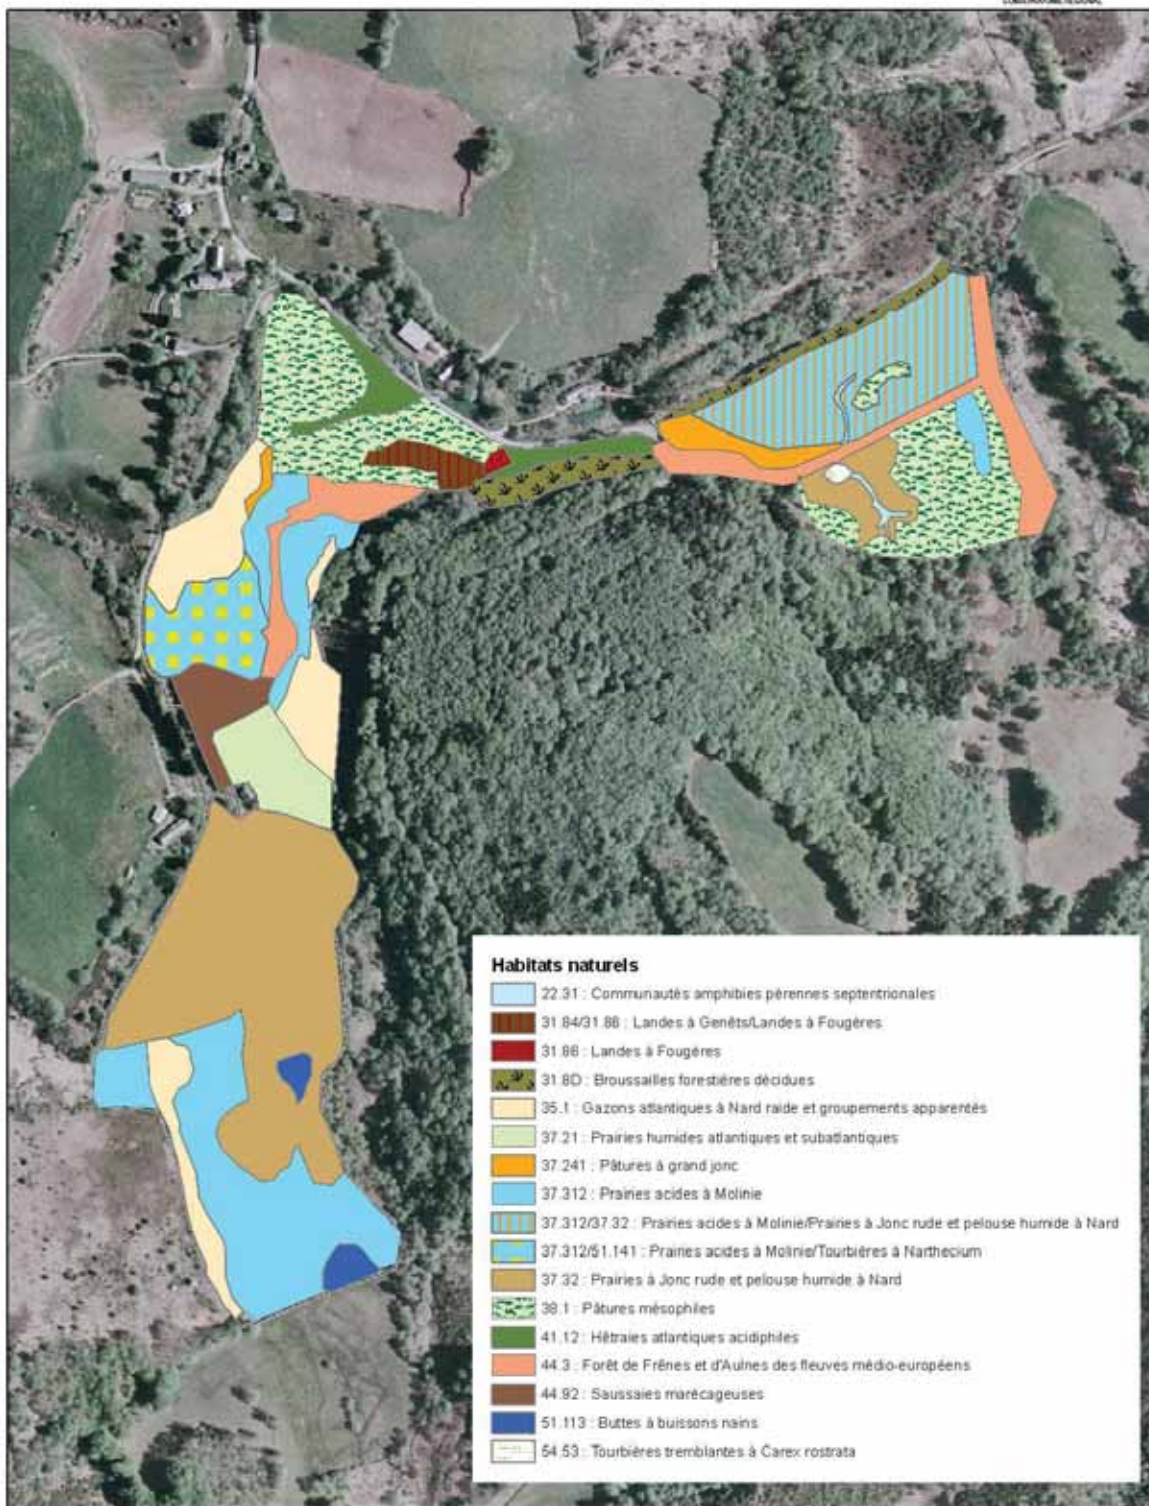 CONSERVATOIRE REGIONAL
Habitats naturels
22.31 : Communautés amphibies pérennes septentrionales
31.84/31.86 : Landes à Genêts/Landes à Fougères
31.86 : Landes à Fougères
31.8D : Broussailles forestières décidues
35.1 : Gazons atlantiques à Nard raide et groupements apparentés
37.21 : Prairies humides atlantiques et subatlantiques
37.241 : Pâtures à grand jonc
37.312 : Prairies acides à Molinie
37.312/37.32 : Prairies acides à Molinie/Prairies à Jonc rude et pelouse humide à Nard
37.312/51.141 : Prairies acides à Molinie/Tourbières à Narthecium
37.32 : Prairies à Jonc rude et pelouse humide à Nard
38.1 : Pâtures mésophiles
41.12 : Hêtraies atlantiques acidiphiles
44.3 : Forêt de Frênes et d'Aulnes des fleuves médio-européens
44.92 : Saussaies marécageuses
51.113 : Buttes à buissons nains
54.53 : Tourbières tremblantes à Carex rostrata